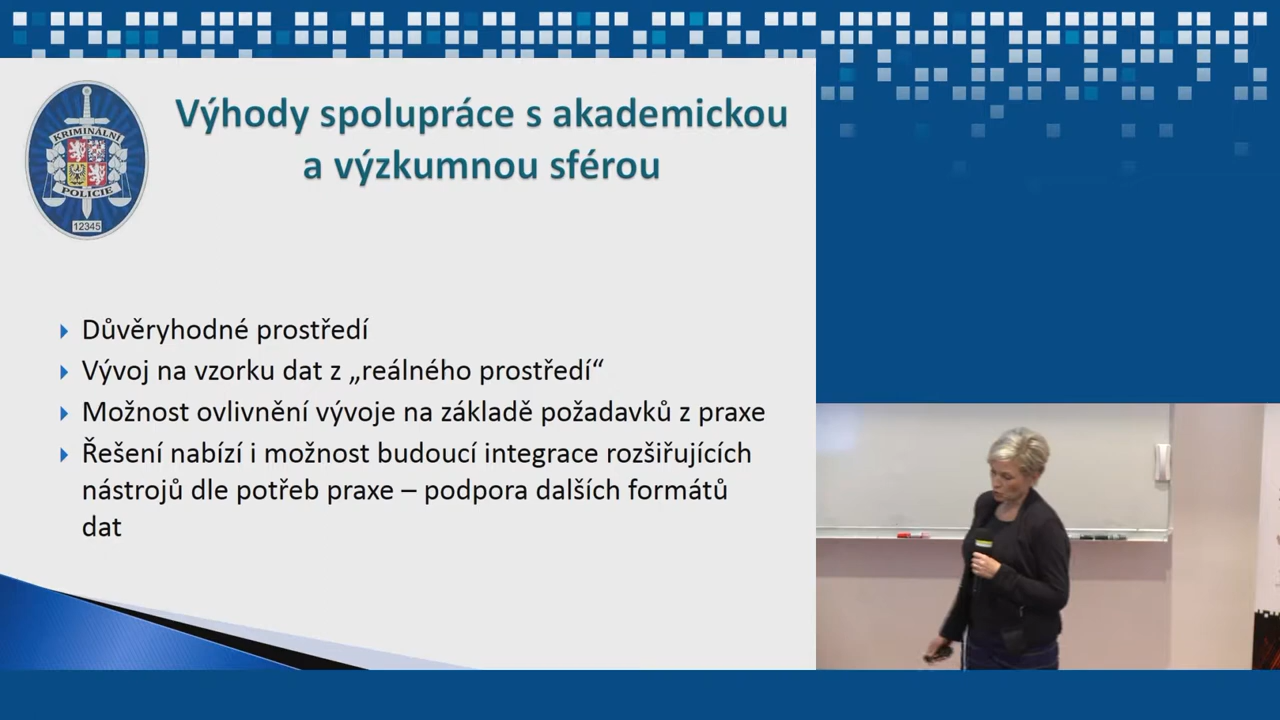 Výhody spolupráce s akademickou
a výzkumnou sférou
KRIMINÁLNÍ
POLICIE
12345
Důvěryhodné prostředí
Vývoj na vzorku dat z „reálného prostředí“
Možnost ovlivnění vývoje na základě požadavků z praxe
Řešení nabízí i možnost budoucí integrace rozšiřujících
nástrojů dle potřeb praxe – podpora dalších formátů
dat